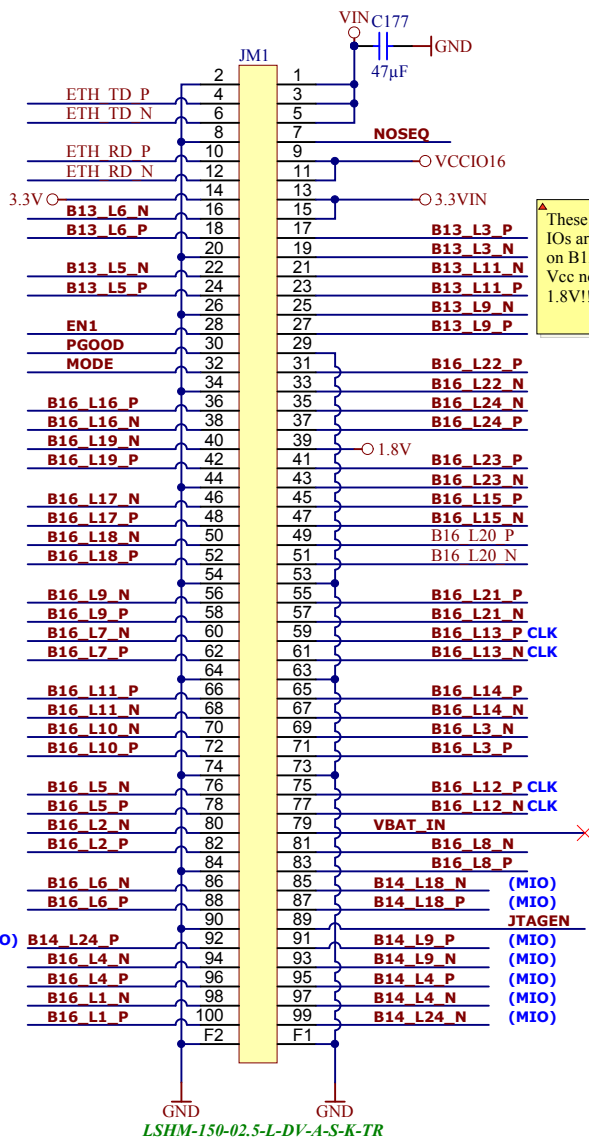 VIN C177
GND
47µF
JM1
2 1
ETH_TD_P 4 3
ETH_TD_N 6 5
8 7 NOSEQ
ETH_RD_P 10 9 VCCIO16
ETH_RD_N 12 11
3.3V 14 13 3.3VIN
B13_L6_N 16 15
B13_L6_P 18 17 B13_L3_P
20 19 B13_L3_N
B13_L5_N 22 21 B13_L11_N
B13_L5_P 24 23 B13_L11_P
26 25 B13_L9_N
EN1 28 27 B13_L9_P
PGOOD 30 29
MODE 32 31 B16_L22_P
34 33 B16_L22_N
B16_L16_P 36 35 B16_L24_N
B16_L16_N 38 37 B16_L24_P
B16_L19_N 40 39 1.8V
B16_L19_P 42 41 B16_L23_P
44 43 B16_L23_N
B16_L17_N 46 45 B16_L15_P
B16_L17_P 48 47 B16_L15_N
B16_L18_N 50 49 B16_L20_P
B16_L18_P 52 51 B16_L20_N
54 53
B16_L9_N 56 55 B16_L21_P
B16_L9_P 58 57 B16_L21_N
B16_L7_N 60 59 B16_L13_P CLK
B16_L7_P 62 61 B16_L13_N CLK
64 63
B16_L11_P 66 65 B16_L14_P
B16_L11_N 68 67 B16_L14_N
B16_L10_N 70 69 B16_L3_N
B16_L10_P 72 71 B16_L3_P
74 73
B16_L5_N 76 75 B16_L12_P CLK
B16_L5_P 78 77 B16_L12_N CLK
B16_L2_N 80 79 VBAT_IN
B16_L2_P 82 81 B16_L8_N
84 83 B16_L8_P
B16_L6_N 86 85 B14_L18_N (MIO)
B16_L6_P 88 87 B14_L18_P (MIO)
90 89 JTAGEN
O) B14_L24_P 92 91 B14_L9_P (MIO)
B16_L4_N 94 93 B14_L9_N (MIO)
B16_L4_P 96 95 B14_L4_P (MIO)
B16_L1_N 98 97 B14_L4_N (MIO)
B16_L1_P 100 99 B14_L24_N (MIO)
F2 F1
GND GND
LSHM-150-02.5-L-DV-A-S-K-TR
These
IOs
on
Vcc
1.8V!